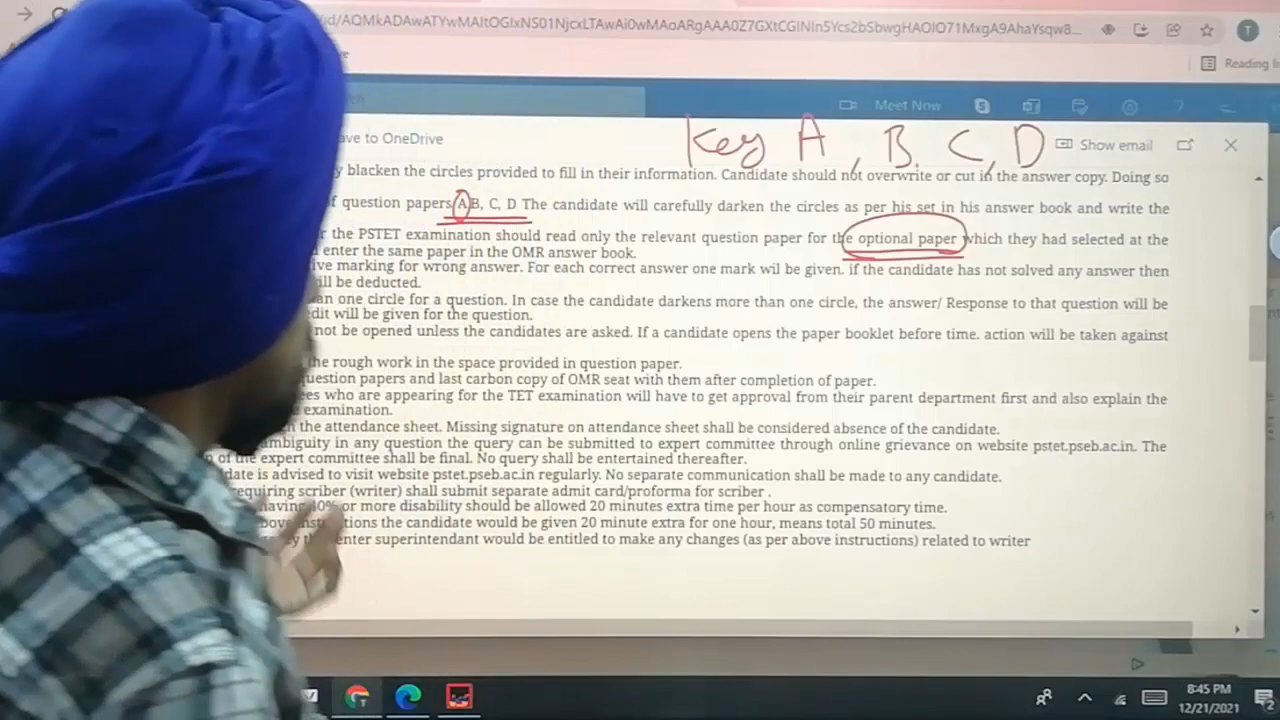 jd/AQMkADAwATYwMAItOGIxNS01NjcxLTAwAi0wMAoARgAAA0Z7GXtCGINIn5Ycs2bSbwgHAOIO71MxgA9AhaYsqw8...
T
Reading li
Meet Now
ave to OneDrive
Key A, B. C, D
Show email
y blacken the circles provided to fill in their information. Candidate should not overwrite or cut in the answer copy. Doing so
f question papers A B, C, D The candidate will carefully darken the circles as per his set in his answer book and write the
r the PSTET examination should read only the relevant question paper for the optional paper which they had selected at the
enter the same paper in the OMR answer book.
ive marking for wrong answer. For each correct answer one mark wil be given. if the candidate has not solved any answer then
ill be deducted.
an one circle for a question. In case the candidate darkens more than one circle, the answer/ Response to that question will be
dit will be given for the question.
not be opened unless the candidates are asked. If a candidate opens the paper booklet before time. action will be taken against
he rough work in the space provided in question paper.
uestion papers and last carbon copy of OMR seat with them after completion of paper.
ees who are appearing for the TET examination will have to get approval from their parent department first and also explain the
examination.
n the attendance sheet. Missing signature on attendance sheet shall be considered absence of the candidate.
ambiguity in any question the query can be submitted to expert committee through online grievance on website pstet.pseb.ac.in. The
of the expert committee shall be final. No query shall be entertained thereafter.
date is advised to visit website pstet.pseb.ac.in regularly. No separate communication shall be made to any candidate.
requiring scriber (writer) shall submit separate admit card/proforma for scriber .
having 40% or more disability should be allowed 20 minutes extra time per hour as compensatory time.
tions the candidate would be given 20 minute extra for one hour, means total 50 minutes.
enter superintendant would be entitled to make any changes (as per above instructions) related to writer
8:45 PM
12/21/2021